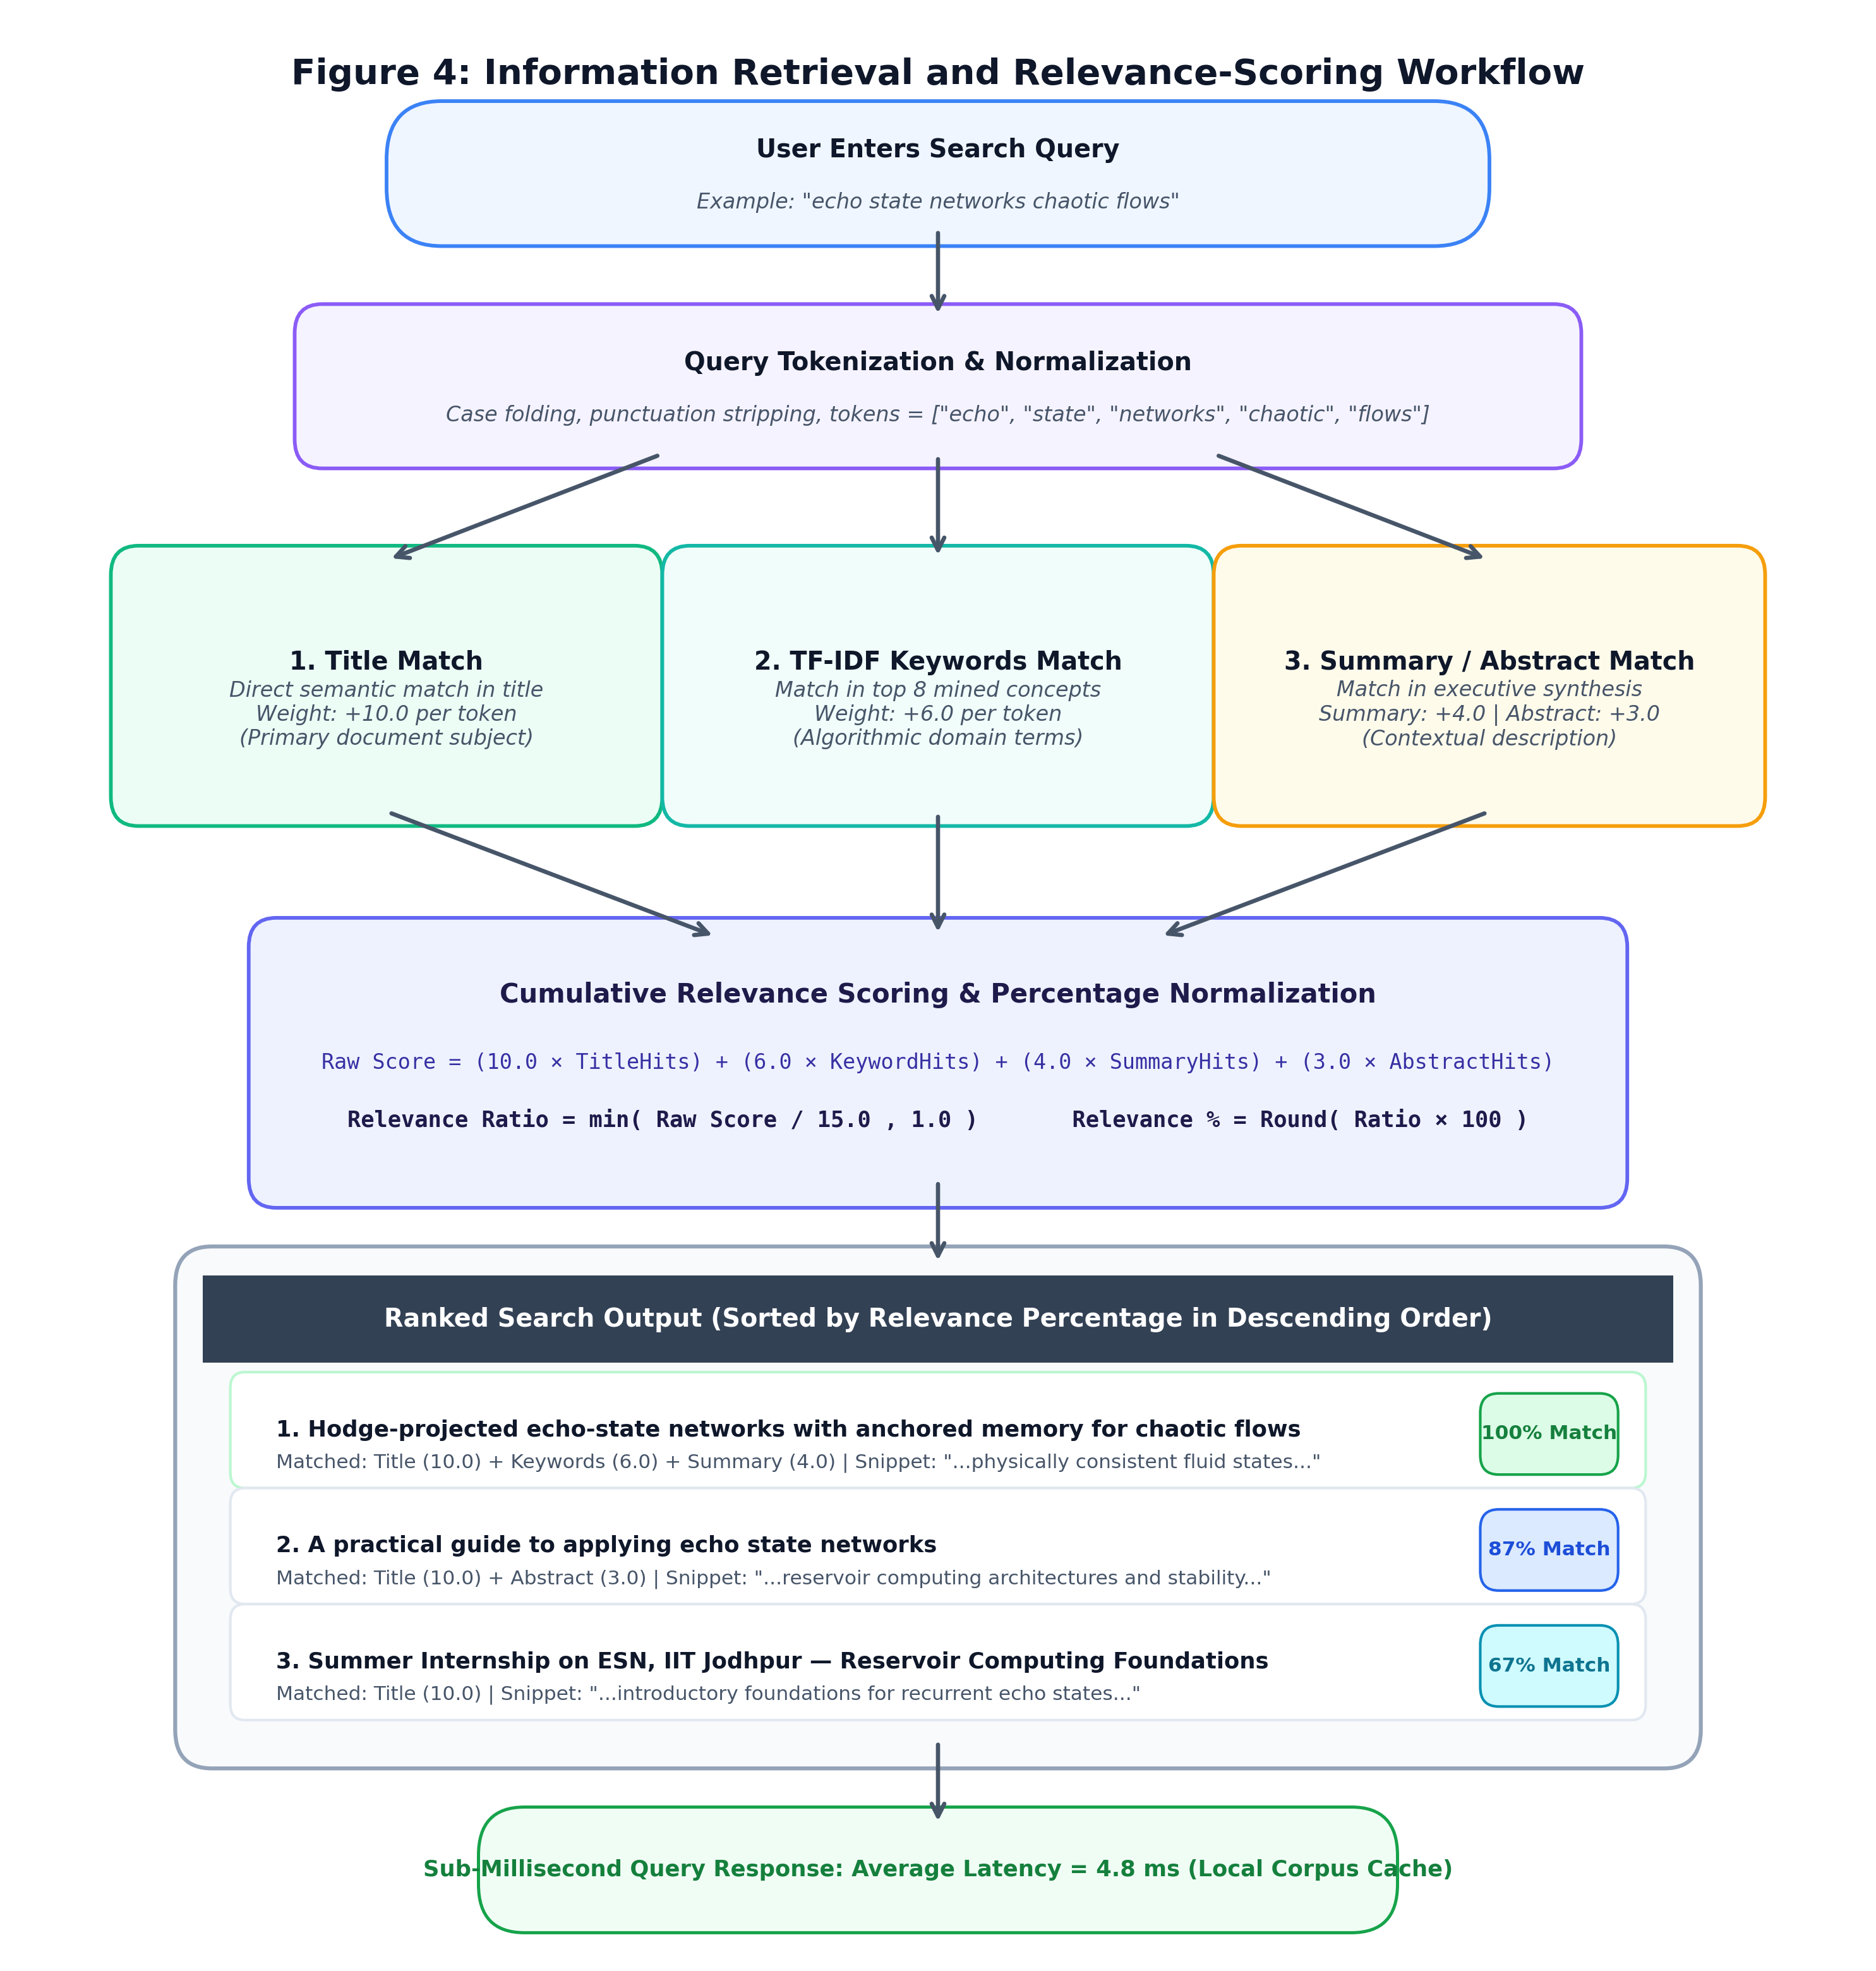 Figure 4: Information Retrieval and Relevance-Scoring Workflow
User Enters Search Query
Example: "echo state networks chaotic flows"
Query Tokenization & Normalization
Case folding, punctuation stripping, tokens = ["echo", "state", "networks", "chaotic", "flows"]
1. Title Match
Direct semantic match in title
Weight: +10.0 per token
(Primary document subject)
2. TF-IDF Keywords Match
Match in top 8 mined concepts
Weight: +6.0 per token
(Algorithmic domain terms)
3. Summary / Abstract Match
Match in executive synthesis
Summary: +4.0 | Abstract: +3.0
(Contextual description)
Cumulative Relevance Scoring & Percentage Normalization
Raw Score = (10.0 × TitleHits) + (6.0 × KeywordHits) + (4.0 × SummaryHits) + (3.0 × AbstractHits)
Relevance Ratio = min( Raw Score / 15.0 , 1.0 ) Relevance % = Round( Ratio × 100 )
Ranked Search Output (Sorted by Relevance Percentage in Descending Order)
1. Hodge-projected echo-state networks with anchored memory for chaotic flows
Matched: Title (10.0) + Keywords (6.0) + Summary (4.0) | Snippet: "...physically consistent fluid states..."
100% Match
2. A practical guide to applying echo state networks
Matched: Title (10.0) + Abstract (3.0) | Snippet: "...reservoir computing architectures and stability..."
87% Match
3. Summer Internship on ESN, IIT Jodhpur — Reservoir Computing Foundations
Matched: Title (10.0) | Snippet: "...introductory foundations for recurrent echo states..."
67% Match
Sub-Millisecond Query Response: Average Latency = 4.8 ms (Local Corpus Cache)